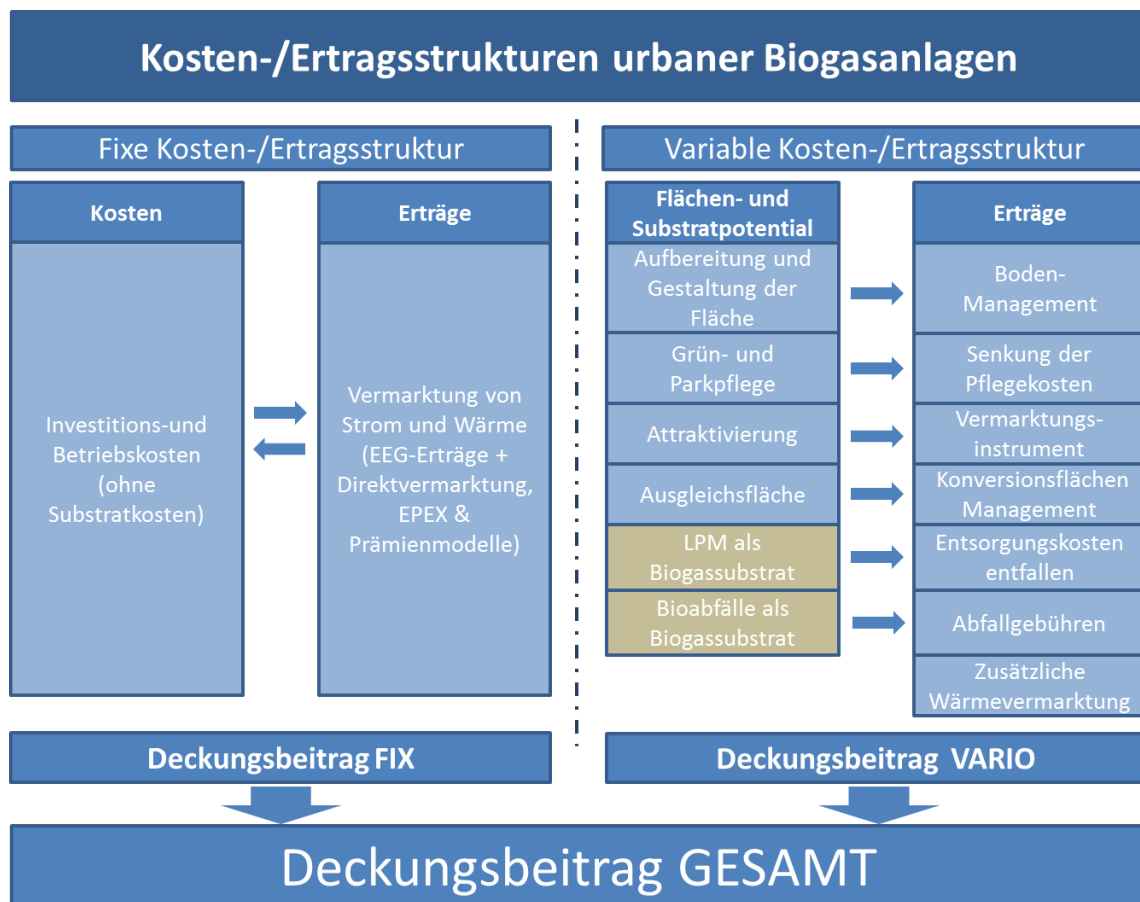 Kosten-/Ertragsstrukturen urbaner Biogasanlagen
Fixe Kosten-/Ertragsstruktur
Kosten
Erträge
Investitions-und
Betriebskosten
(ohne
Substratkosten)
Vermarktung von
Strom und Wärme
(EEG-Erträge +
Direktvermarktung,
EPEX &
Prämienmodelle)
Deckungsbeitrag FIX
Variable Kosten-/Ertragsstruktur
Flächen- und
Substratpotential
Erträge
Aufbereitung und
Gestaltung der
Fläche
Boden-
Management
Grün- und
Parkpflege
Senkung der
Pflegekosten
Attraktivierung
Vermarktungs-
instrument
Ausgleichsfläche
Konversionsflächen
Management
LPM als
Biogassubstrat
Entsorgungskosten
entfallen
Bioabfälle als
Biogassubstrat
Abfallgebühren
Zusätzliche
Wärmevermarktung
Deckungsbeitrag VARIO
Deckungsbeitrag GESAMT